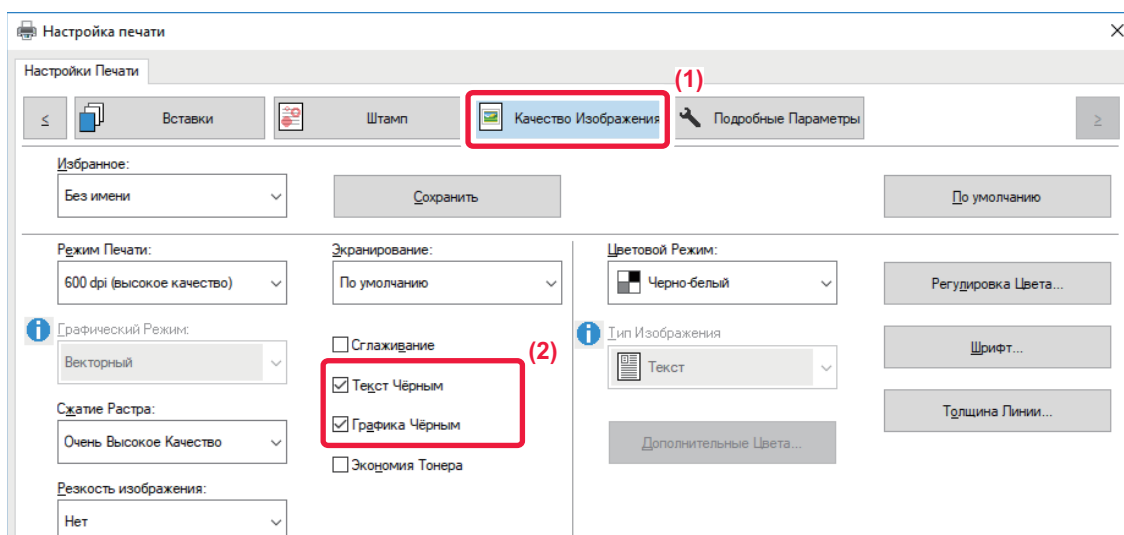 Настройка печати
Настройки Печати
(1)
≤ Вставки Штамп Качество Изображения Подробные Параметры ≥
Избранное:
Без имени Сохранить По умолчанию
Режим Печати: Экранирование: Цветовой Режим:
600 dpi (высокое качество) По умолчанию Черно-белый Регулировка Цвета...
Графический Режим: Сглаживание Тип Изображения
(2)
Векторный Текст Шрифт...
Текст Чёрным
Сжатие Растра: Графика Чёрным Толщина Линии...
Очень Высокое Качество Дополнительные Цвета...
Экономия Тонера
Резкость изображения:
Нет